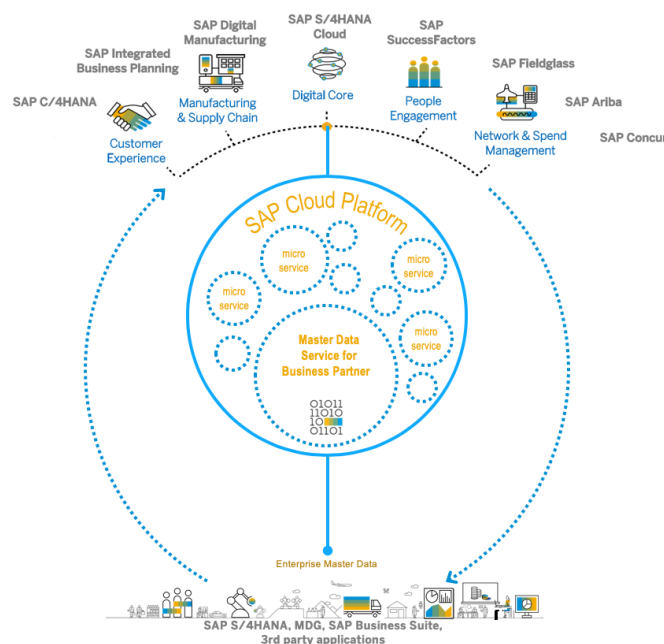 SAP S/4HANA
Cloud
SAP Digital
Manufacturing
SAP
SuccessFactors
SAP Integrated
Business Planning
SAP Fieldglass
SAP C/4HANA
SAP Ariba
SAP Concur
Customer
Experience
Manufacturing
& Supply Chain
Digital Core
People
Engagement
Network & Spend
Management
SAP Cloud Platform
micro
service
micro
service
micro
service
micro
service
Master Data
Service for
Business Partner
01011
11010
10
01101
Enterprise Master Data
SAP S/4HANA, MDG, SAP Business Suite,
3rd party applications